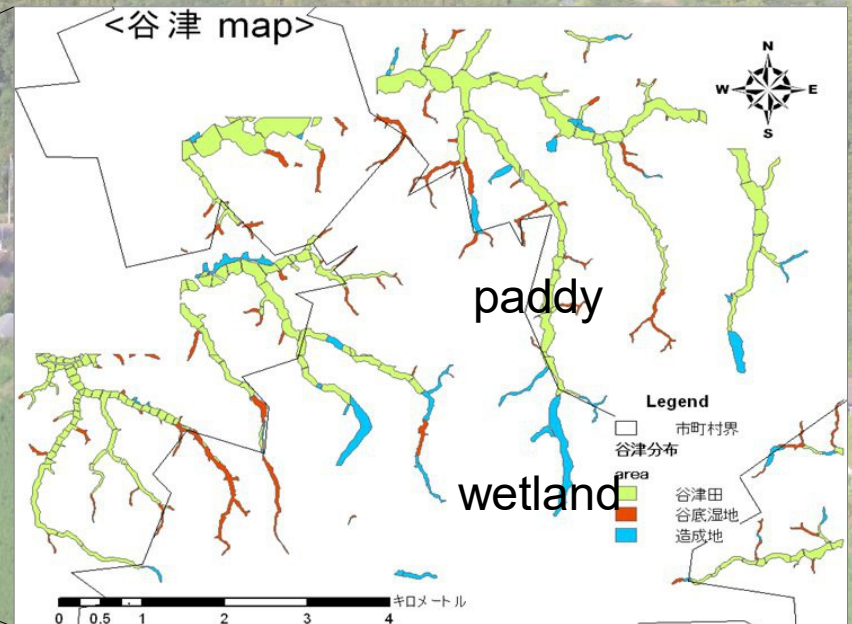 <谷津 map>
N
W E
S
paddy
Legend
市町村界
谷津分布
area
wetland
谷津田
谷底湿地
造成地
キロメートル
0 0.5 1 2 3 4